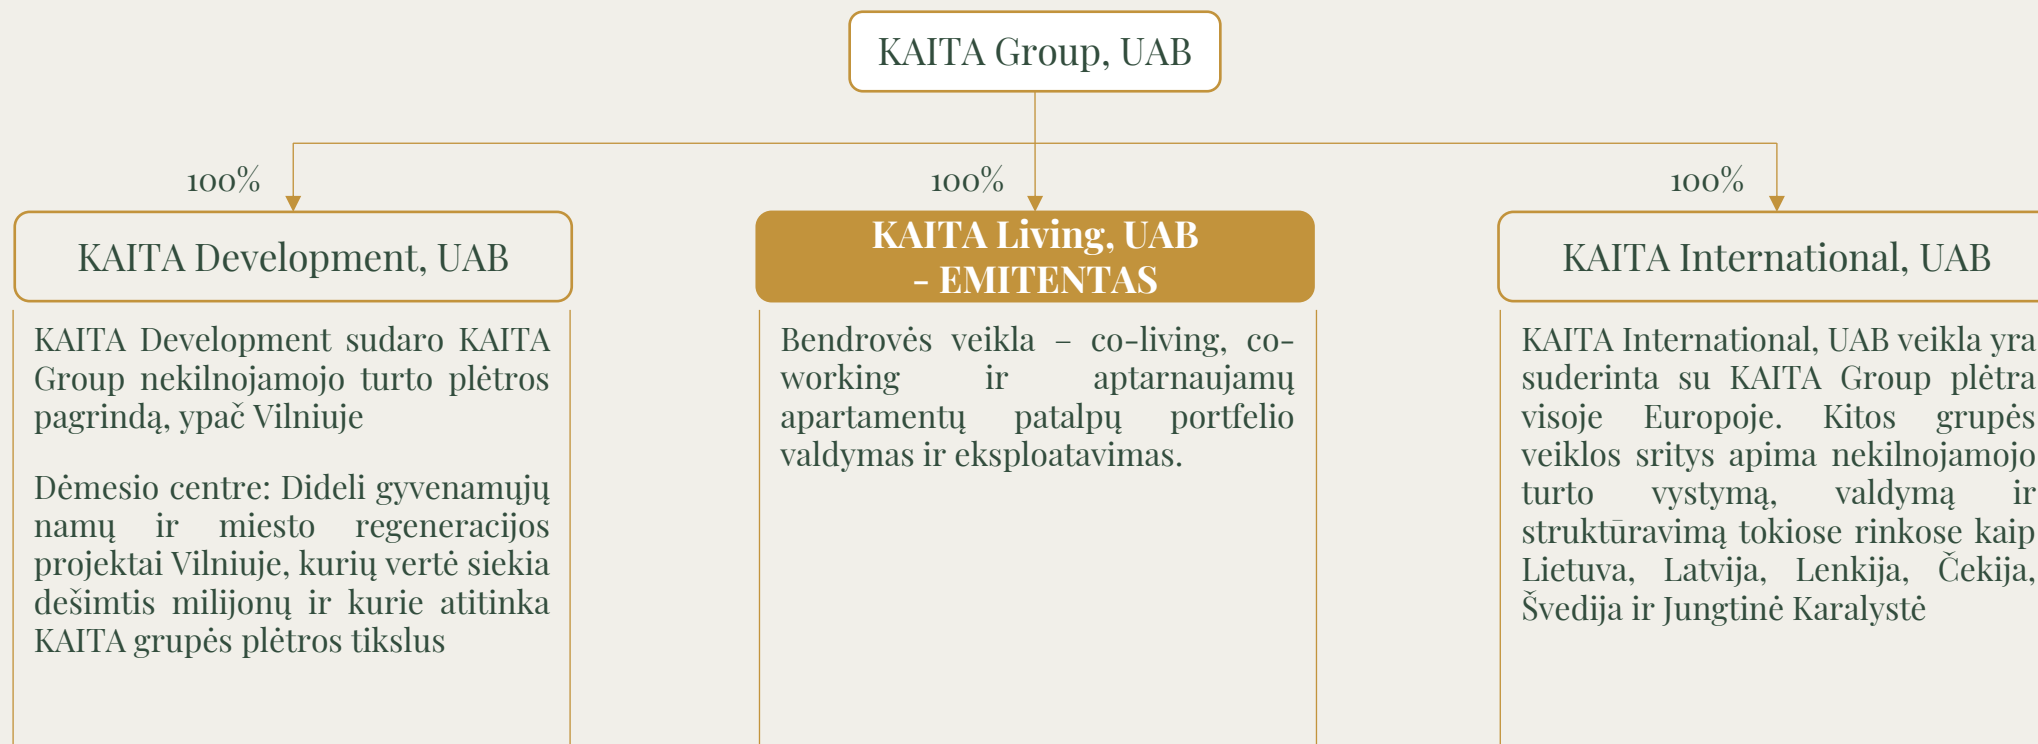 KAITA Group, UAB
100%
100%
100%
KAITA Development, UAB
KAITA Development sudaro KAITA
Group nekilnojamojo turto plėtros
pagrindą, ypač Vilniuje
Dėmesio centre: Dideli gyvenamųjų
namų ir miesto regeneracijos
projektai Vilniuje, kurių vertė siekia
dešimtis milijonų ir kurie atitinka
KAITA grupės plėtros tikslus
KAITA Living, UAB
- EMITENTAS
Bendrovės veikla – co-living, co-
working ir aptarnaujamų
apartamentų patalpų portfelio
valdymas ir eksploatavimas.
KAITA International, UAB
KAITA International, UAB veikla yra
suderinta su KAITA Group plėtra
visoje Europoje. Kitos grupės
veiklos sritys apima nekilnojamojo
turto vystymą, valdymą ir
struktūravimą tokiose rinkose kaip
Lietuva, Latvija, Lenkija, Čekija,
Švedija ir Jungtinė Karalystė